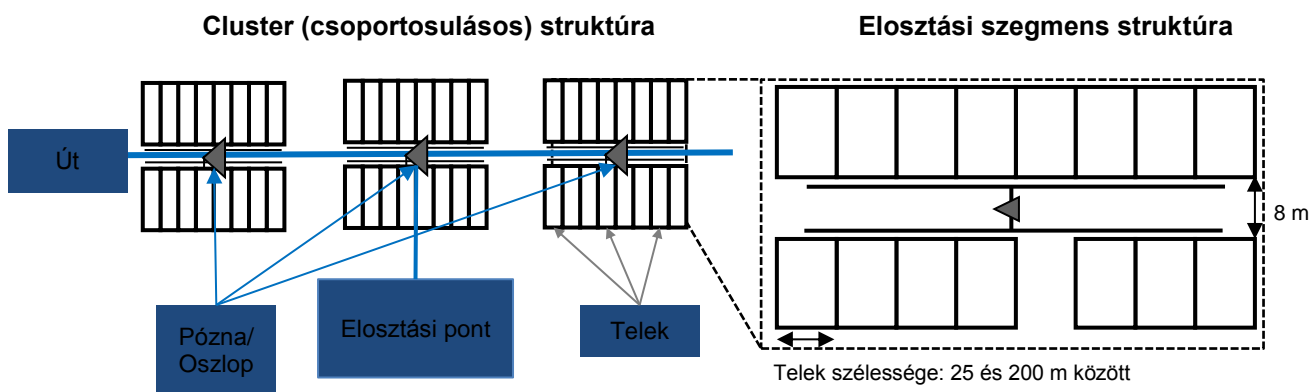 Cluster (csoportosulásos) struktúra
Elosztási szegmens struktúra
Út
8 m
Pózna/
Oszlop
Elosztási pont
Telek
Telek szélessége: 25 és 200 m között